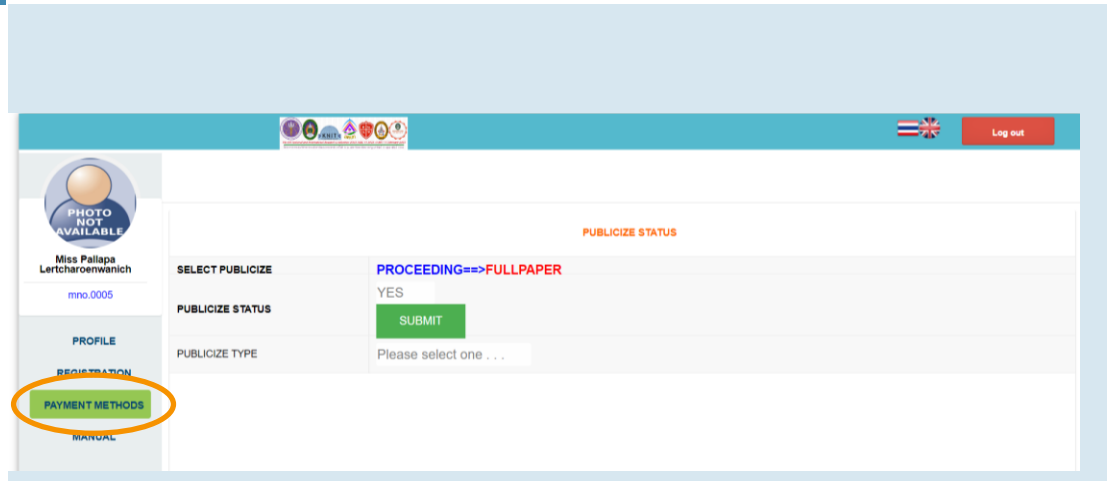 Log out
PHOTO
NOT
AVAILABLE
Miss Pallapa
Lertcharoenwanich
mno.0005
PROFILE
REGISTRATION
PAYMENT METHODS
MANUAL
PUBLICIZE STATUS
SELECT PUBLICIZE
PROCEEDING==>FULLPAPER
PUBLICIZE STATUS
YES
SUBMIT
PUBLICIZE TYPE
Please select one . . .